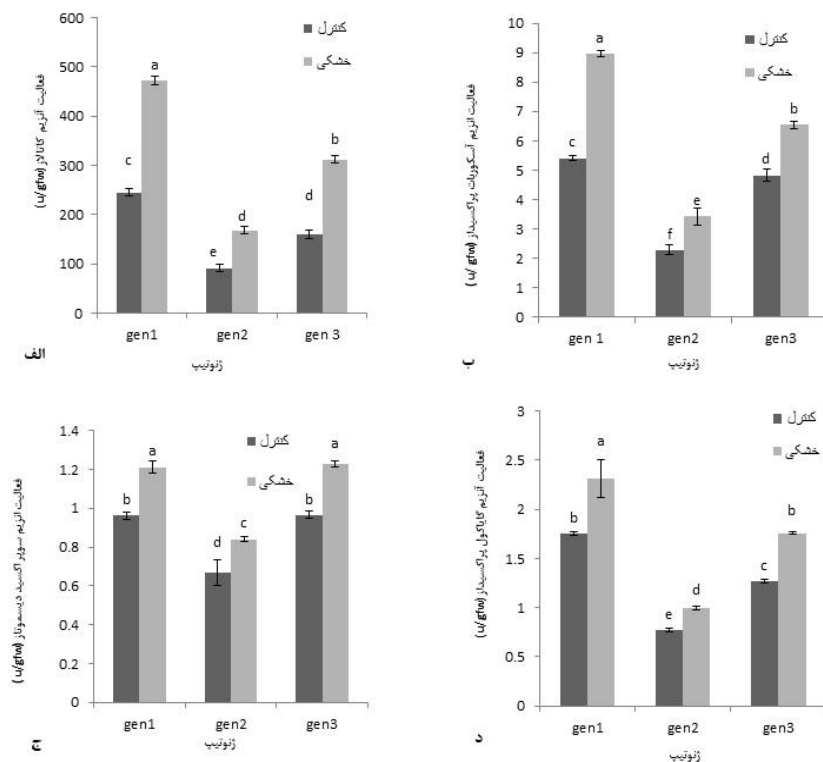 فعالیت آنزیم کاتالاز (u/gfw)
600
500
400
300
200
100
0
کنترل
خشکی
c
a
e
d
d
b
gen1 gen2 gen 3
ژنوتیپ
الف
فعالیت انزیم آسکوربات پراکسیداز (u/ gfw)
10
9
8
7
6
5
4
3
2
1
0
کنترل
خشکی
c
a
f
e
d
b
gen 1 gen2 gen3
ژنوتیپ
ب
فعالیت انزیم سوپراکسید دیسموتاز (u/gfw)
1.4
1.2
1
0.8
0.6
0.4
0.2
0
کنترل
خشکی
b
a
d
c
b
a
gen1 gen2 gen3
ژنوتیپ
ج
فعالیت آنزیم گایاکول پراکسیداز (u/gfw)
3
2.5
2
1.5
1
0.5
0
کنترل
خشکی
b
a
e
d
c
b
gen1 gen2 gen3
ژنوتیپ
د